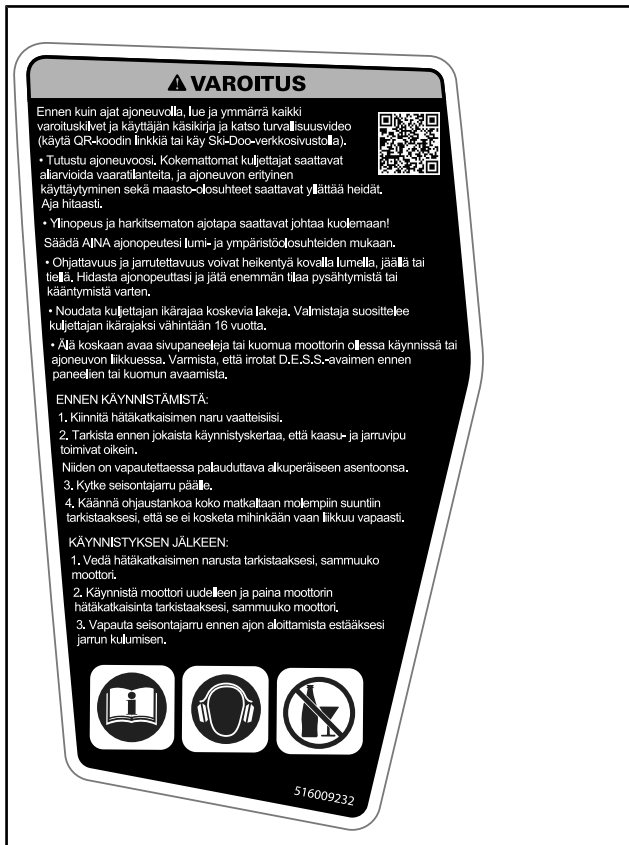 ⚠ VAROITUS
Ennen kuin ajat ajoneuvolla, lue ja ymmärrä kaikki
varoituskilvet ja käyttäjän käsikirja ja katso turvallisuusvideo
(käytä QR-koodin linkkiä tai käy Ski-Doo-verkkosivustolla).
• Tutustu ajoneuvoosi. Kokemattomat kuljettajat saattavat
aliarvioida vaaratilanteita, ja ajoneuvon erityinen
käyttäytyminen sekä maasto-olosuhteet saattavat yllättää heidät.
Aja hitaasti.
• Ylinopeus ja harkitsematon ajotapa saattavat johtaa kuolemaan!
Säädä AINA ajonopeutesi lumi- ja ympäristöolosuhteiden mukaan.
• Ohjattavuus ja jarrutettavuus voivat heikentyä kovalla lumella, jäällä tai
tiellä. Hidasta ajonopeuttasi ja jätä enemmän tilaa pysähtymistä tai
kääntymistä varten.
• Noudata kuljettajan ikärajaa koskevia lakeja. Valmistaja suosittelee
kuljettajan ikärajaksi vähintään 16 vuotta.
• Älä koskaan avaa sivupaneeleja tai kuomua moottorin ollessa käynnissä tai
ajoneuvon liikkuessa. Varmista, että irrotat D.E.S.S.-avaimen ennen
paneelien tai kuomun avaamista.
ENNEN KÄYNNISTÄMISTÄ:
1. Kiinnitä hätäkatkaisimen naru vaatteisiisi.
2. Tarkista ennen jokaista käynnistyskertaa, että kaasu- ja jarruvipu
toimivat oikein.
Niiden on vapautettaessa palauduttava alkuperäiseen asentoonsa.
3. Kytke seisontajarru päälle.
4. Käännä ohjaustankoa koko matkaltaan molempiin suuntiin
tarkistaaksesi, että se ei kosketa mihinkään vaan liikkuu vapaasti.
KÄYNNISTYKSEN JÄLKEEN:
1. Vedä hätäkatkaisimen narusta tarkistaaksesi, sammuuko
moottori.
2. Käynnistä moottori uudelleen ja paina moottorin
hätäkatkaisinta tarkistaaksesi, sammuuko moottori.
3. Vapauta seisontajarru ennen ajon aloittamista estääksesi
jarrun kulumisen.
516009232